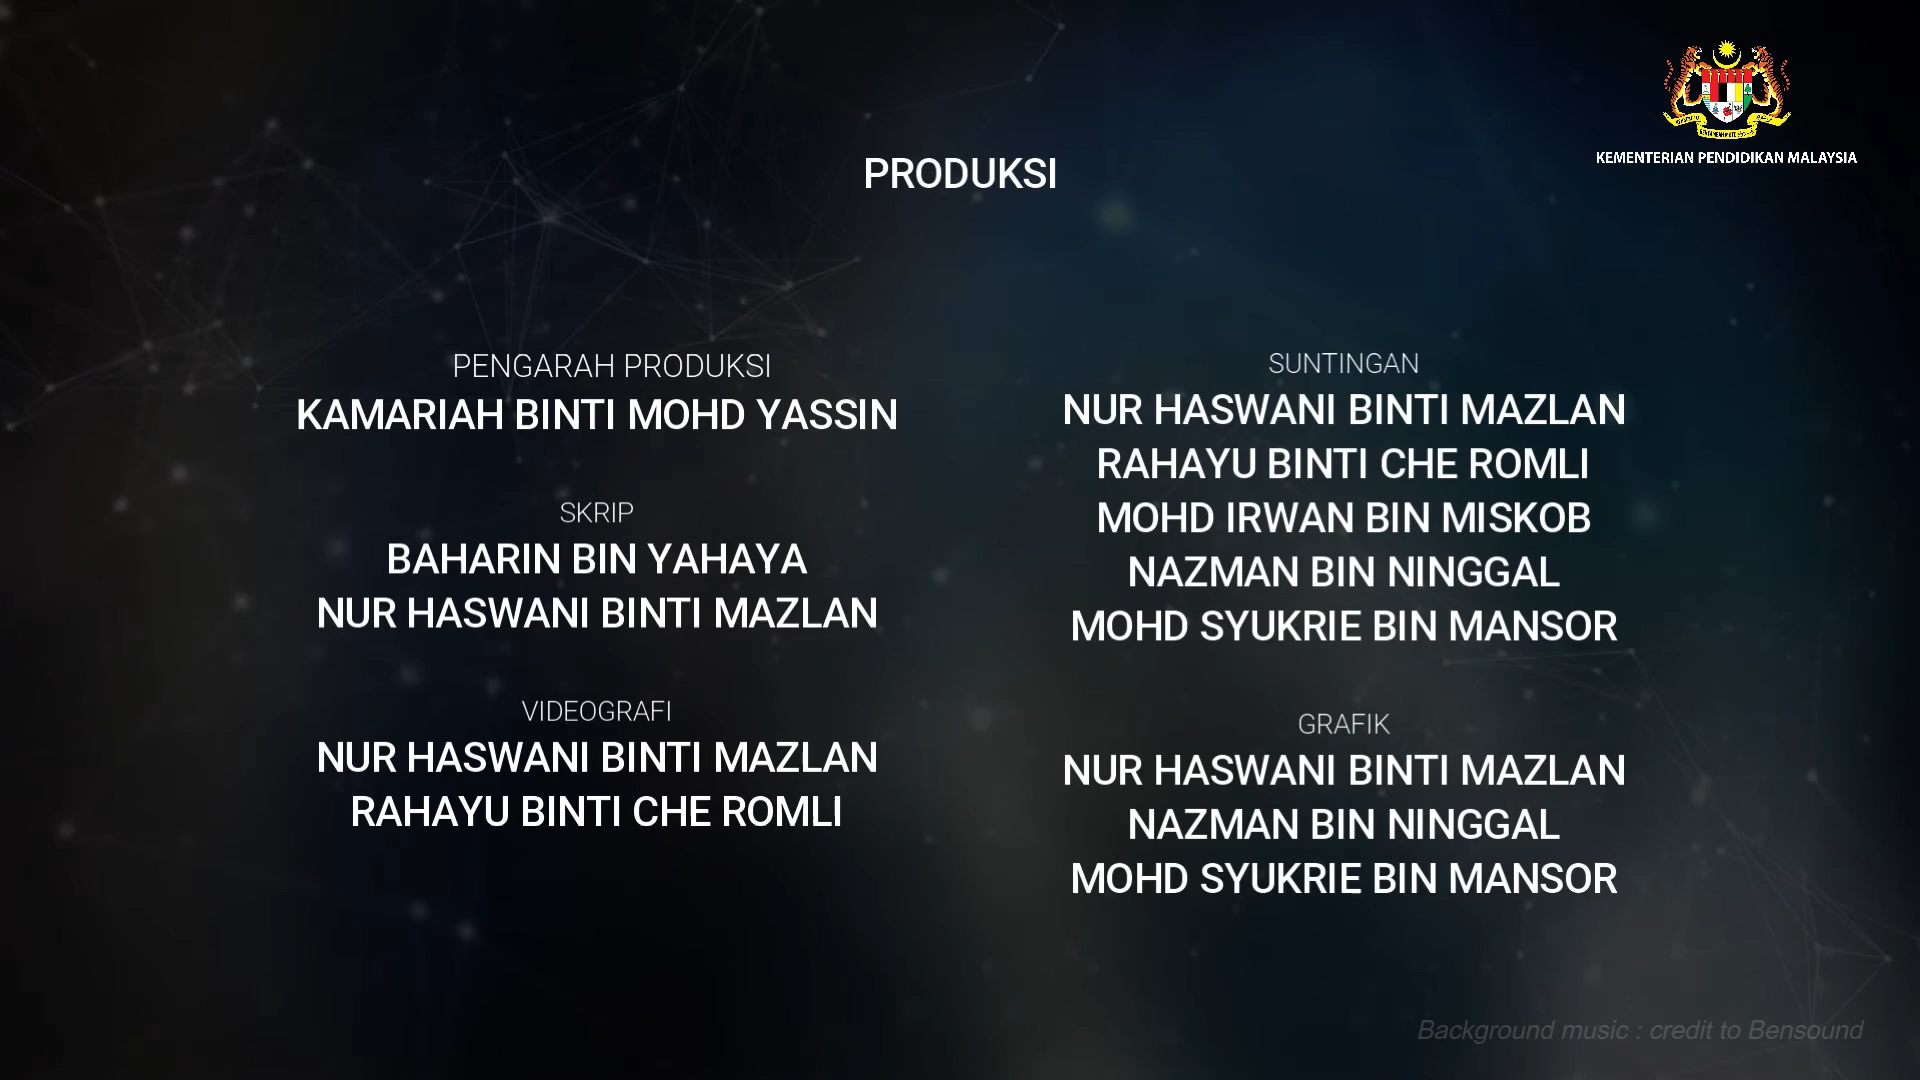 KEMENTERIAN PENDIDIKAN MALAYSIA
PRODUKSI
PENGARAH PRODUKSI
KAMARIAH BINTI MOHD YASSIN
SKRIP
BAHARIN BIN YAHAYA
NUR HASWANI BINTI MAZLAN
VIDEOGRAFI
NUR HASWANI BINTI MAZLAN
RAHAYU BINTI CHE ROMLI
SUNTINGAN
NUR HASWANI BINTI MAZLAN
RAHAYU BINTI CHE ROMLI
MOHD IRWAN BIN MISKOB
NAZMAN BIN NINGGAL
MOHD SYUKRIE BIN MANSOR
GRAFIK
NUR HASWANI BINTI MAZLAN
NAZMAN BIN NINGGAL
MOHD SYUKRIE BIN MANSOR
Background music : credit to Bensound